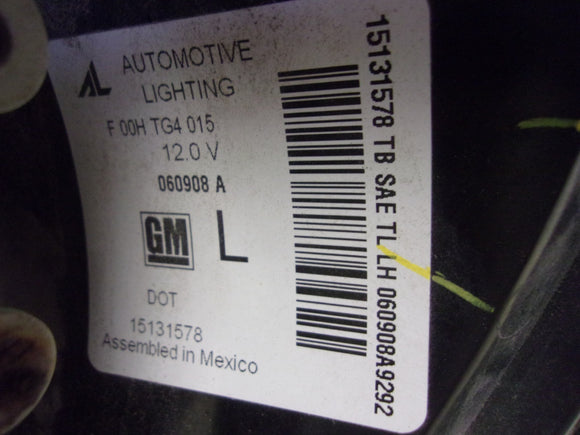 AL AUTOMOTIVE
LIGHTING
F 00H TG4 015
12.0 V
060908 A
GM L
DOT
15131578
Assembled in Mexico
15131578 TB SAE TL LH 060908A9292